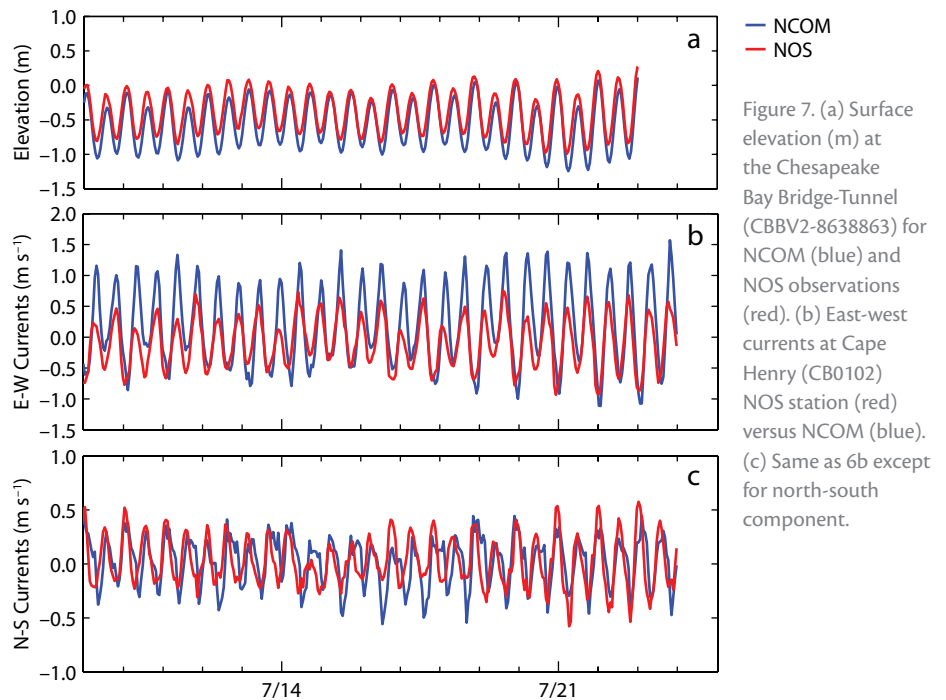 1.0
0.5
0.0
−0.5
−1.0
−1.5
Elevation (m)
a
2.0
1.5
1.0
0.5
0.0
−0.5
−1.0
−1.5
E-W Currents (m s⁻¹)
b
1.0
0.5
0.0
−0.5
1.0
N-S Currents (m s⁻¹)
c
7/14
7/21
NCOM
NOS
Figure 7. (a) Surface
elevation (m) at
the Chesapeake
Bay Bridge-Tunnel
(CBBV2-8638863) for
NCOM (blue) and
NOS observations
(red). (b) East-west
currents at Cape
Henry (CB0102)
NOS station (red)
versus NCOM (blue).
(c) Same as 6b except
for north-south
component.